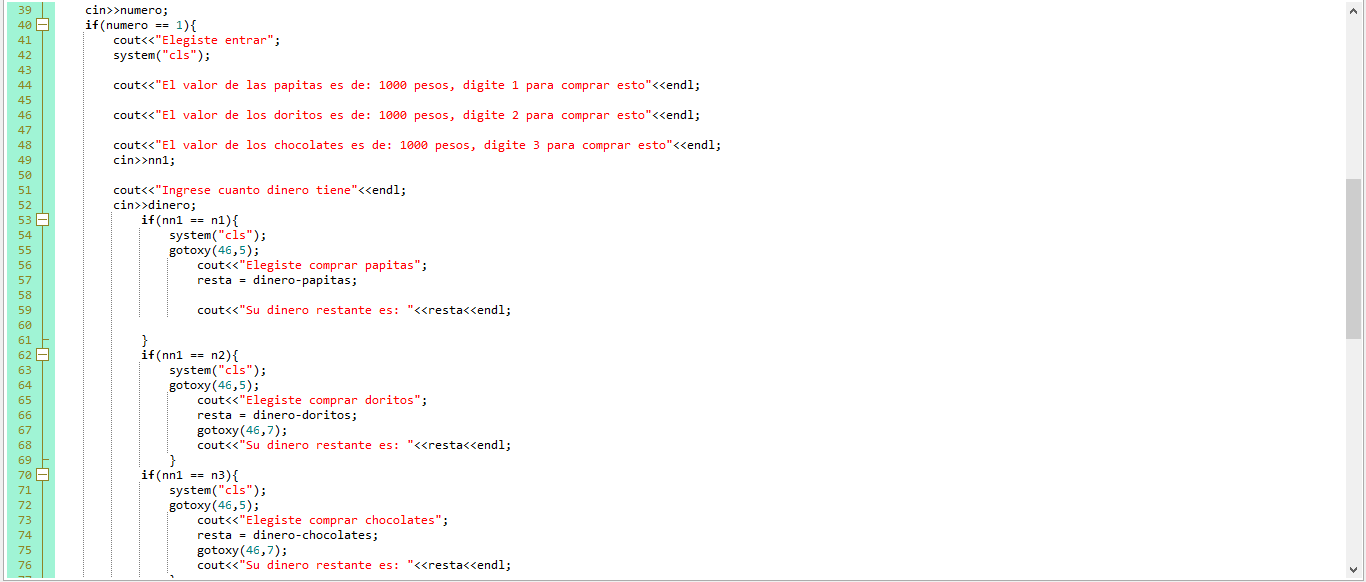 39 cin>>numero;
40 if(numero == 1){
41 cout<<"Elegiste entrar";
42 system("cls");
43
44 cout<<"El valor de las papitas es de: 1000 pesos, digite 1 para comprar esto"<<endl;
45
46 cout<<"El valor de los doritos es de: 1000 pesos, digite 2 para comprar esto"<<endl;
47
48 cout<<"El valor de los chocolates es de: 1000 pesos, digite 3 para comprar esto"<<endl;
49 cin>>nn1;
50
51 cout<<"Ingrese cuanto dinero tiene"<<endl;
52 cin>>dinero;
53 if(nn1 == n1){
54 system("cls");
55 gotoxy(46,5);
56 cout<<"Elegiste comprar papitas";
57 resta = dinero-papitas;
58
59 cout<<"Su dinero restante es: "<<resta<<endl;
60
61 }
62 if(nn1 == n2){
63 system("cls");
64 gotoxy(46,5);
65 cout<<"Elegiste comprar doritos";
66 resta = dinero-doritos;
67 gotoxy(46,7);
68 cout<<"Su dinero restante es: "<<resta<<endl;
69 }
70 if(nn1 == n3){
71 system("cls");
72 gotoxy(46,5);
73 cout<<"Elegiste comprar chocolates";
74 resta = dinero-chocolates;
75 gotoxy(46,7);
76 cout<<"Su dinero restante es: "<<resta<<endl;